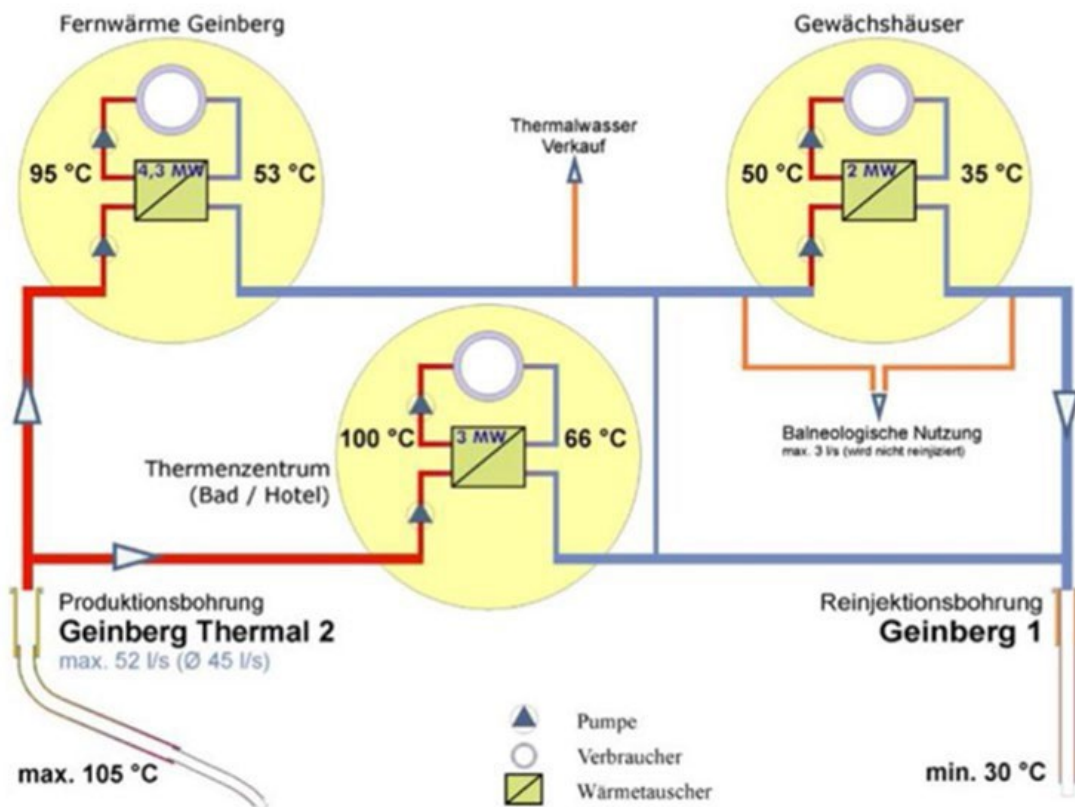 Fernwärme Geinberg
Gewächshäuser
Thermalwasser
Verkauf
95 °C
4,3 MW
53 °C
50 °C
2 MW
35 °C
100 °C
3 MW
66 °C
Thermenzentrum
(Bad / Hotel)
Balneologische Nutzung
max. 3 l/s (wird nicht reinjiziert)
Produktionsbohrung
Geinberg Thermal 2
max. 52 l/s (Ø 45 l/s)
Reinjektionsbohrung
Geinberg 1
Pumpe
Verbraucher
Wärmetauscher
max. 105 °C
min. 30 °C